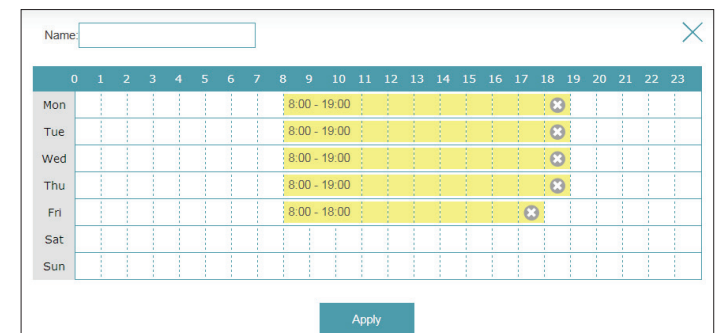 Name:
0 1 2 3 4 5 6 7 8 9 10 11 12 13 14 15 16 17 18 19 20 21 22 23
Mon 8:00 - 19:00
Tue 8:00 - 19:00
Wed 8:00 - 19:00
Thu 8:00 - 19:00
Fri 8:00 - 18:00
Sat
Sun
Apply